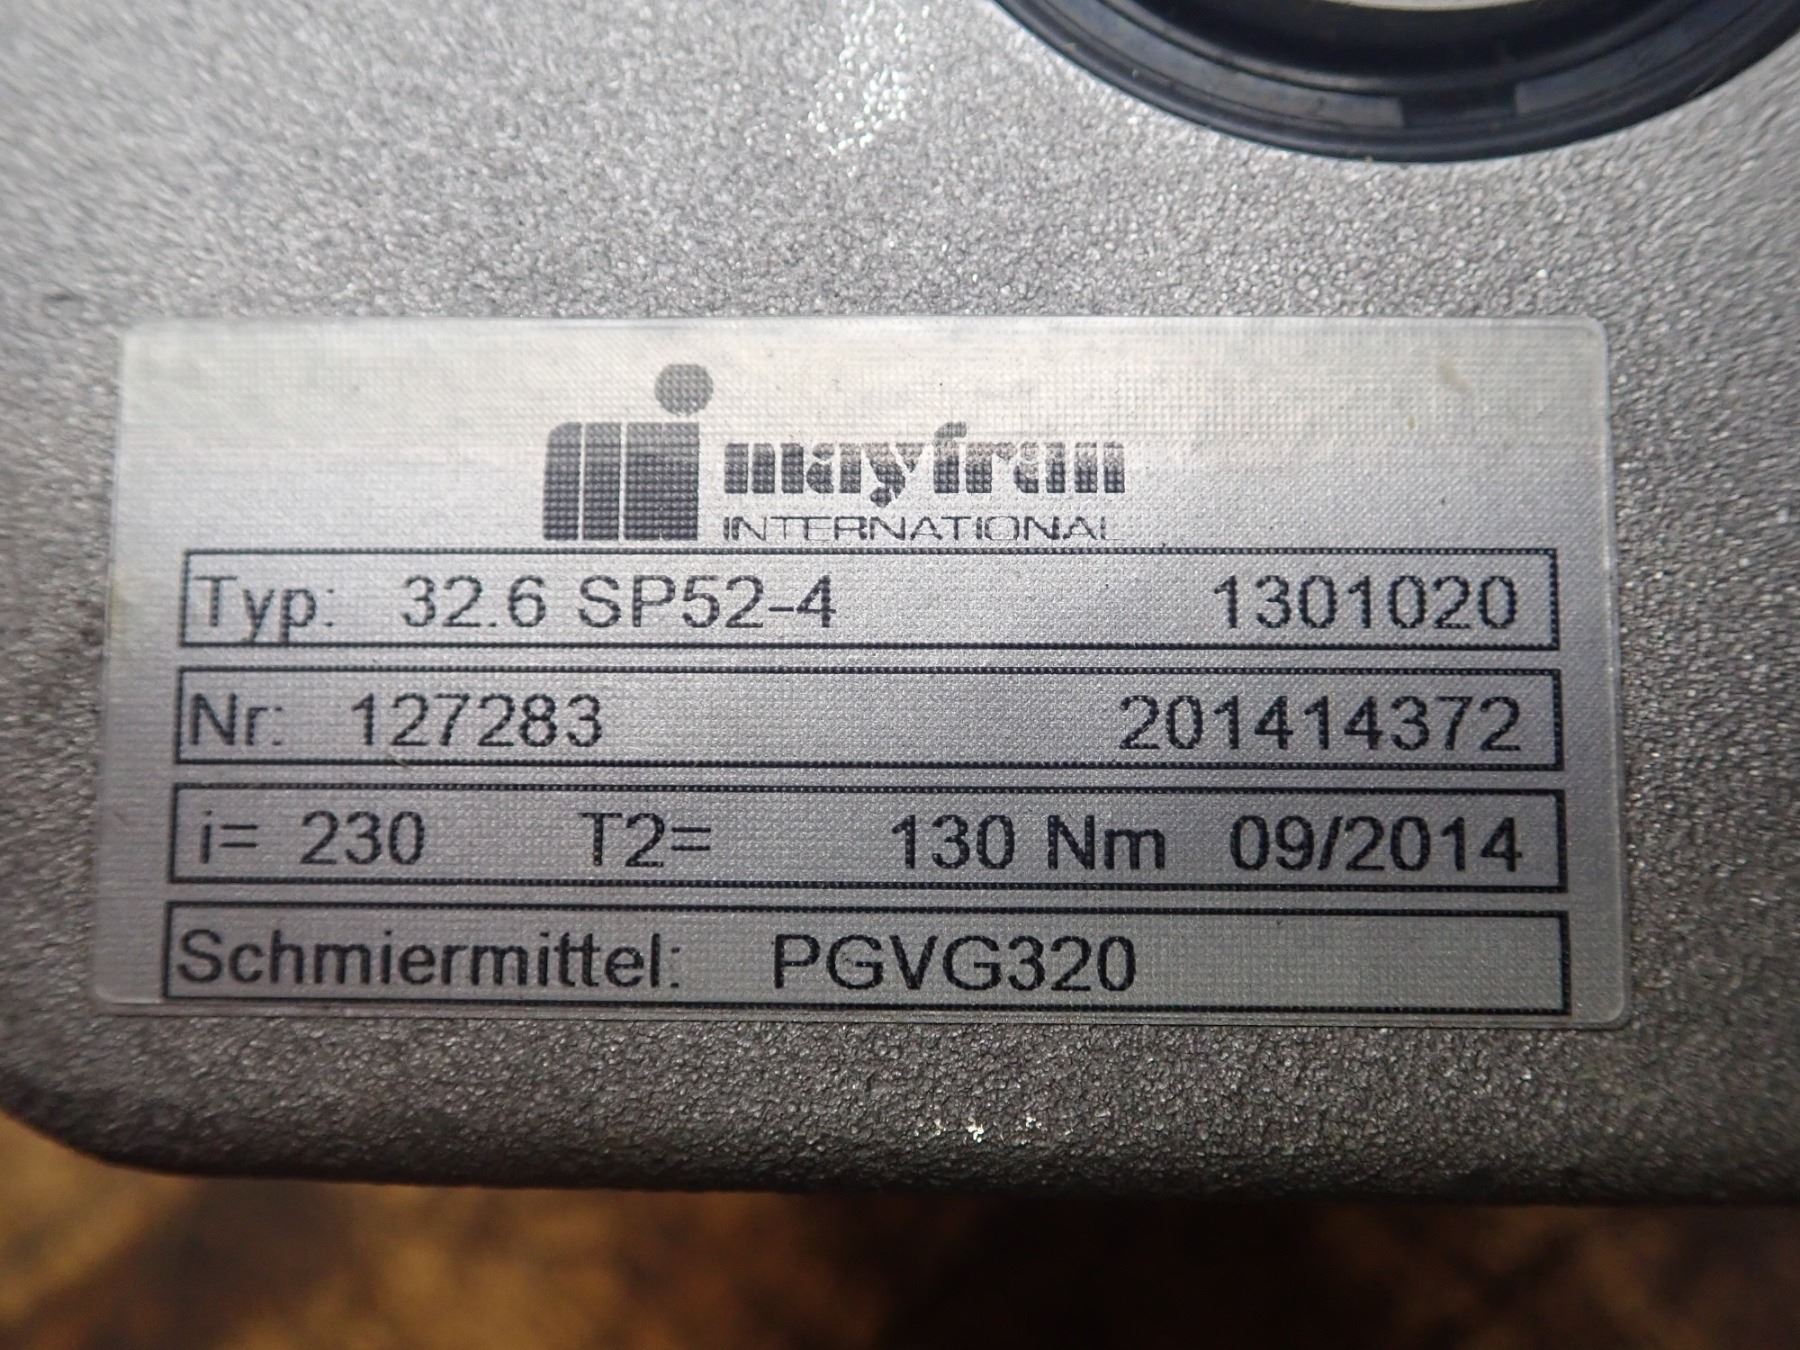 mayfran
INTERNATIONAL
Typ: 32.6 SP52-4 1301020
Nr: 127283 201414372
i= 230 T2= 130 Nm 09/2014
Schmiermittel: PGVG320